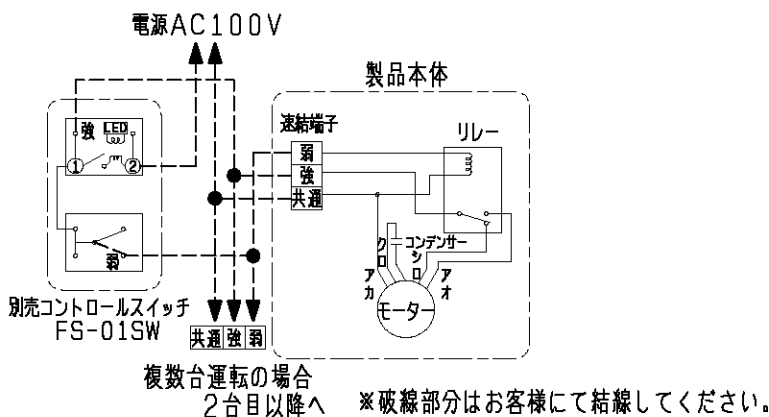 電源AC100V
製品本体
強
LED
①
②
弱
別売コントロールスイッチ
FS-01SW
速結端子
弱
強
共通
リレー
コンデンサー
クロ
シロ
アカ
アオ
モーター
共通 強 弱
複数台運転の場合
2台目以降へ
※破線部分はお客様にて結線してください。